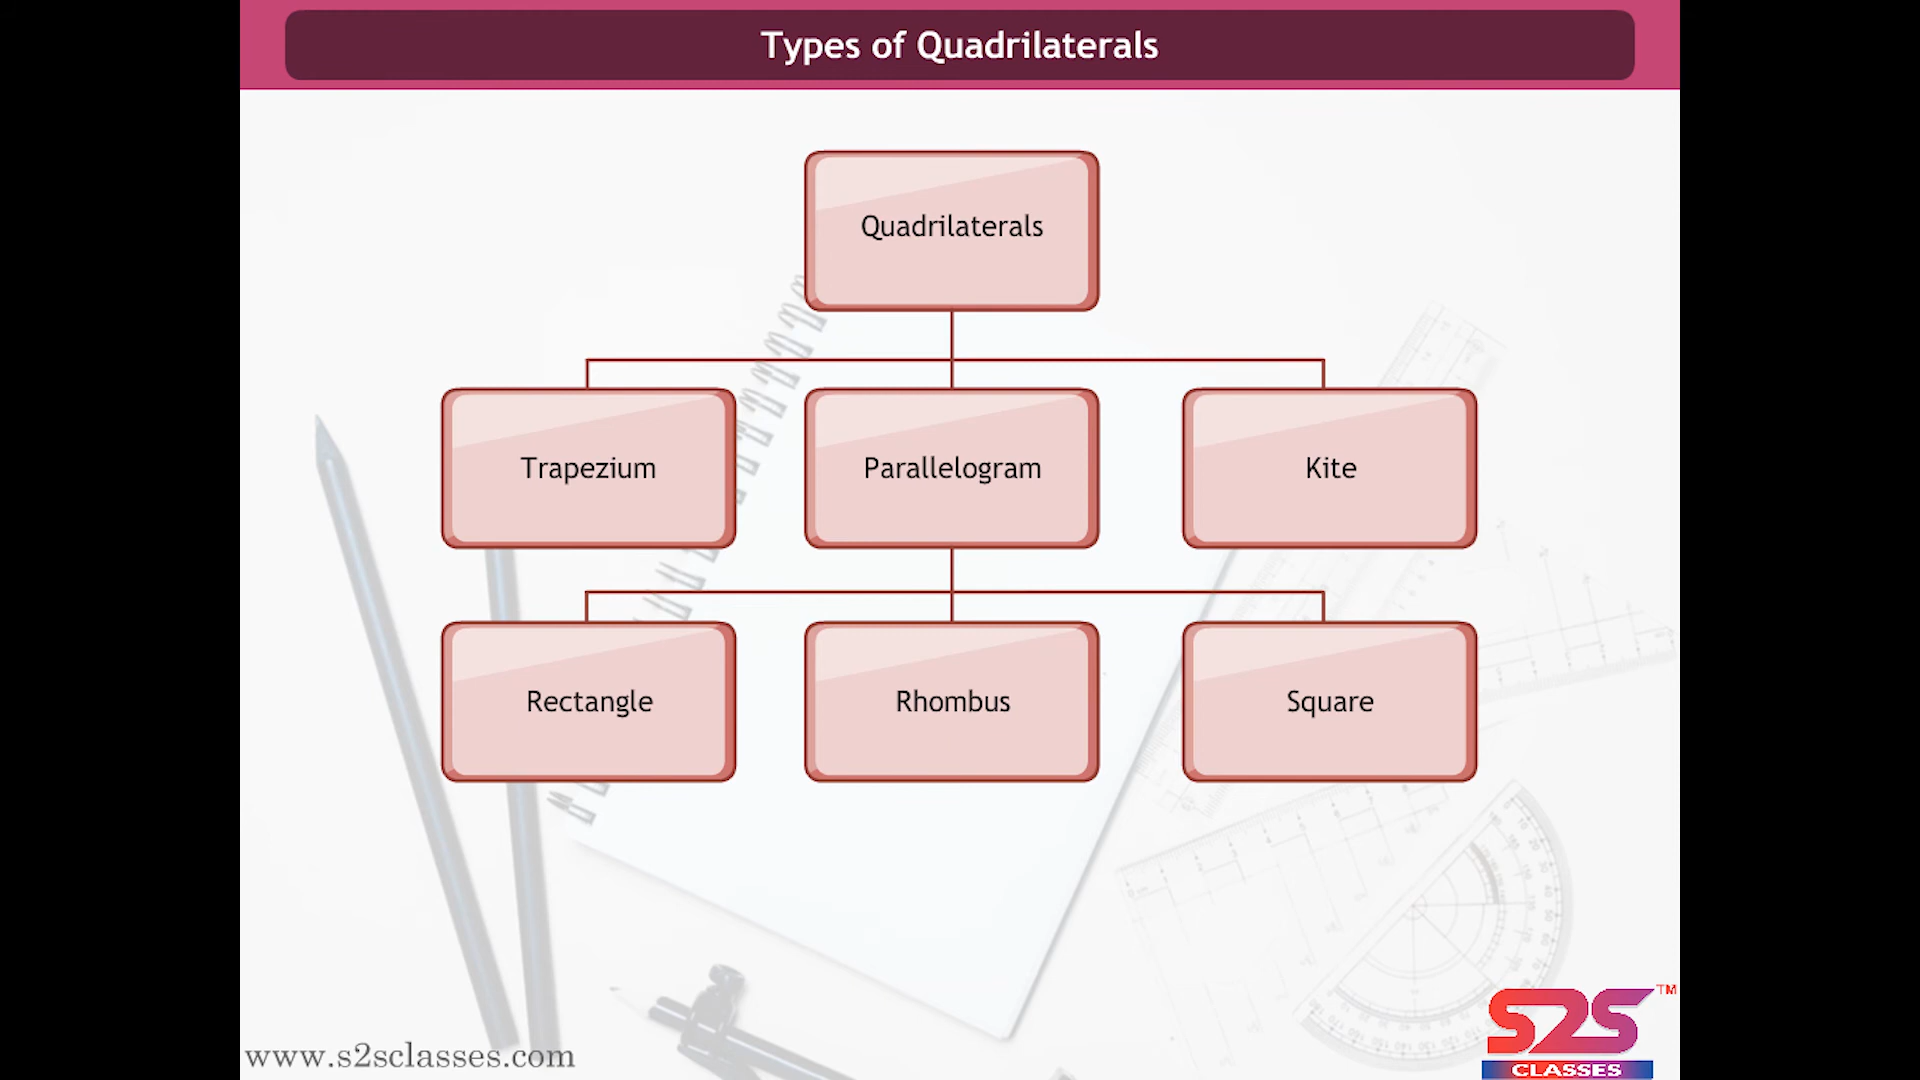 Types of Quadrilaterals
Quadrilaterals
Trapezium
Parallelogram
Kite
Rectangle
Rhombus
Square
www.s2sclasses.com
S2S TM
CLASSES